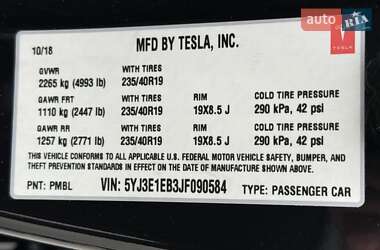 auto RIA
.com
TESLA
10/18
MFD BY TESLA, INC.
GVWR WITH TIRES
2265 kg (4993 lb) 235/40R19
GAWR FRT WITH TIRES RIM COLD TIRE PRESSURE
1110 kg (2447 lb) 235/40R19 19X8.5 J 290 kPa, 42 psi
GAWR RR WITH TIRES RIM COLD TIRE PRESSURE
1257 kg (2771 lb) 235/40R19 19X8.5 J 290 kPa, 42 psi
THIS VEHICLE CONFORMS TO ALL APPLICABLE U.S. FEDERAL MOTOR VEHICLE SAFETY, BUMPER, AND
THEFT PREVENTION STANDARDS IN EFFECT ON THE DATE OF MANUFACTURE SHOWN ABOVE.
PNT: PMBL VIN: 5YJ3E1EB3JF090584 TYPE: PASSENGER CAR